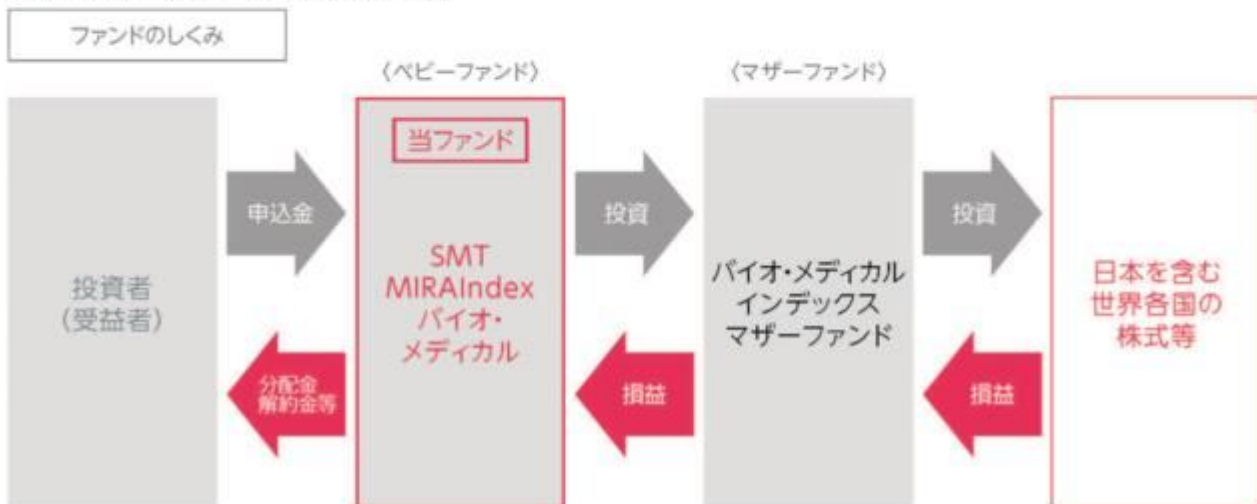 ファンドのしくみ
〈ベビーファンド〉
〈マザーファンド〉
投資者
(受益者)
申込金
分配金
解約金等
当ファンド
SMT
MIRAIndex
バイオ・
メディカル
投資
損益
バイオ・メディカル
インデックス
マザーファンド
投資
損益
日本を含む
世界各国の
株式等